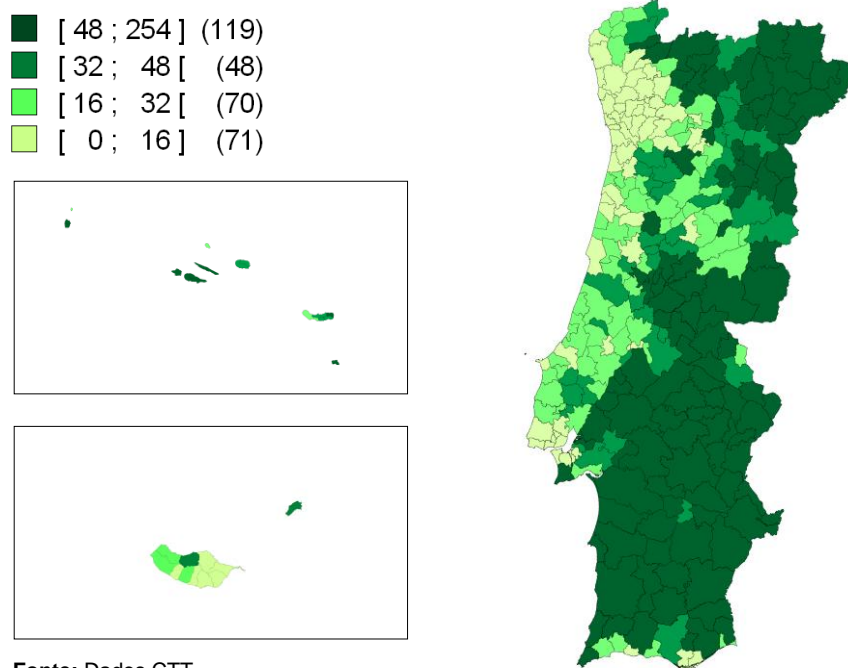 [ 48 ; 254 ] (119)
[ 32 ; 48 [ (48)
[ 16 ; 32 [ (70)
[ 0 ; 16 ] (71)
Fonte: Dados CTT